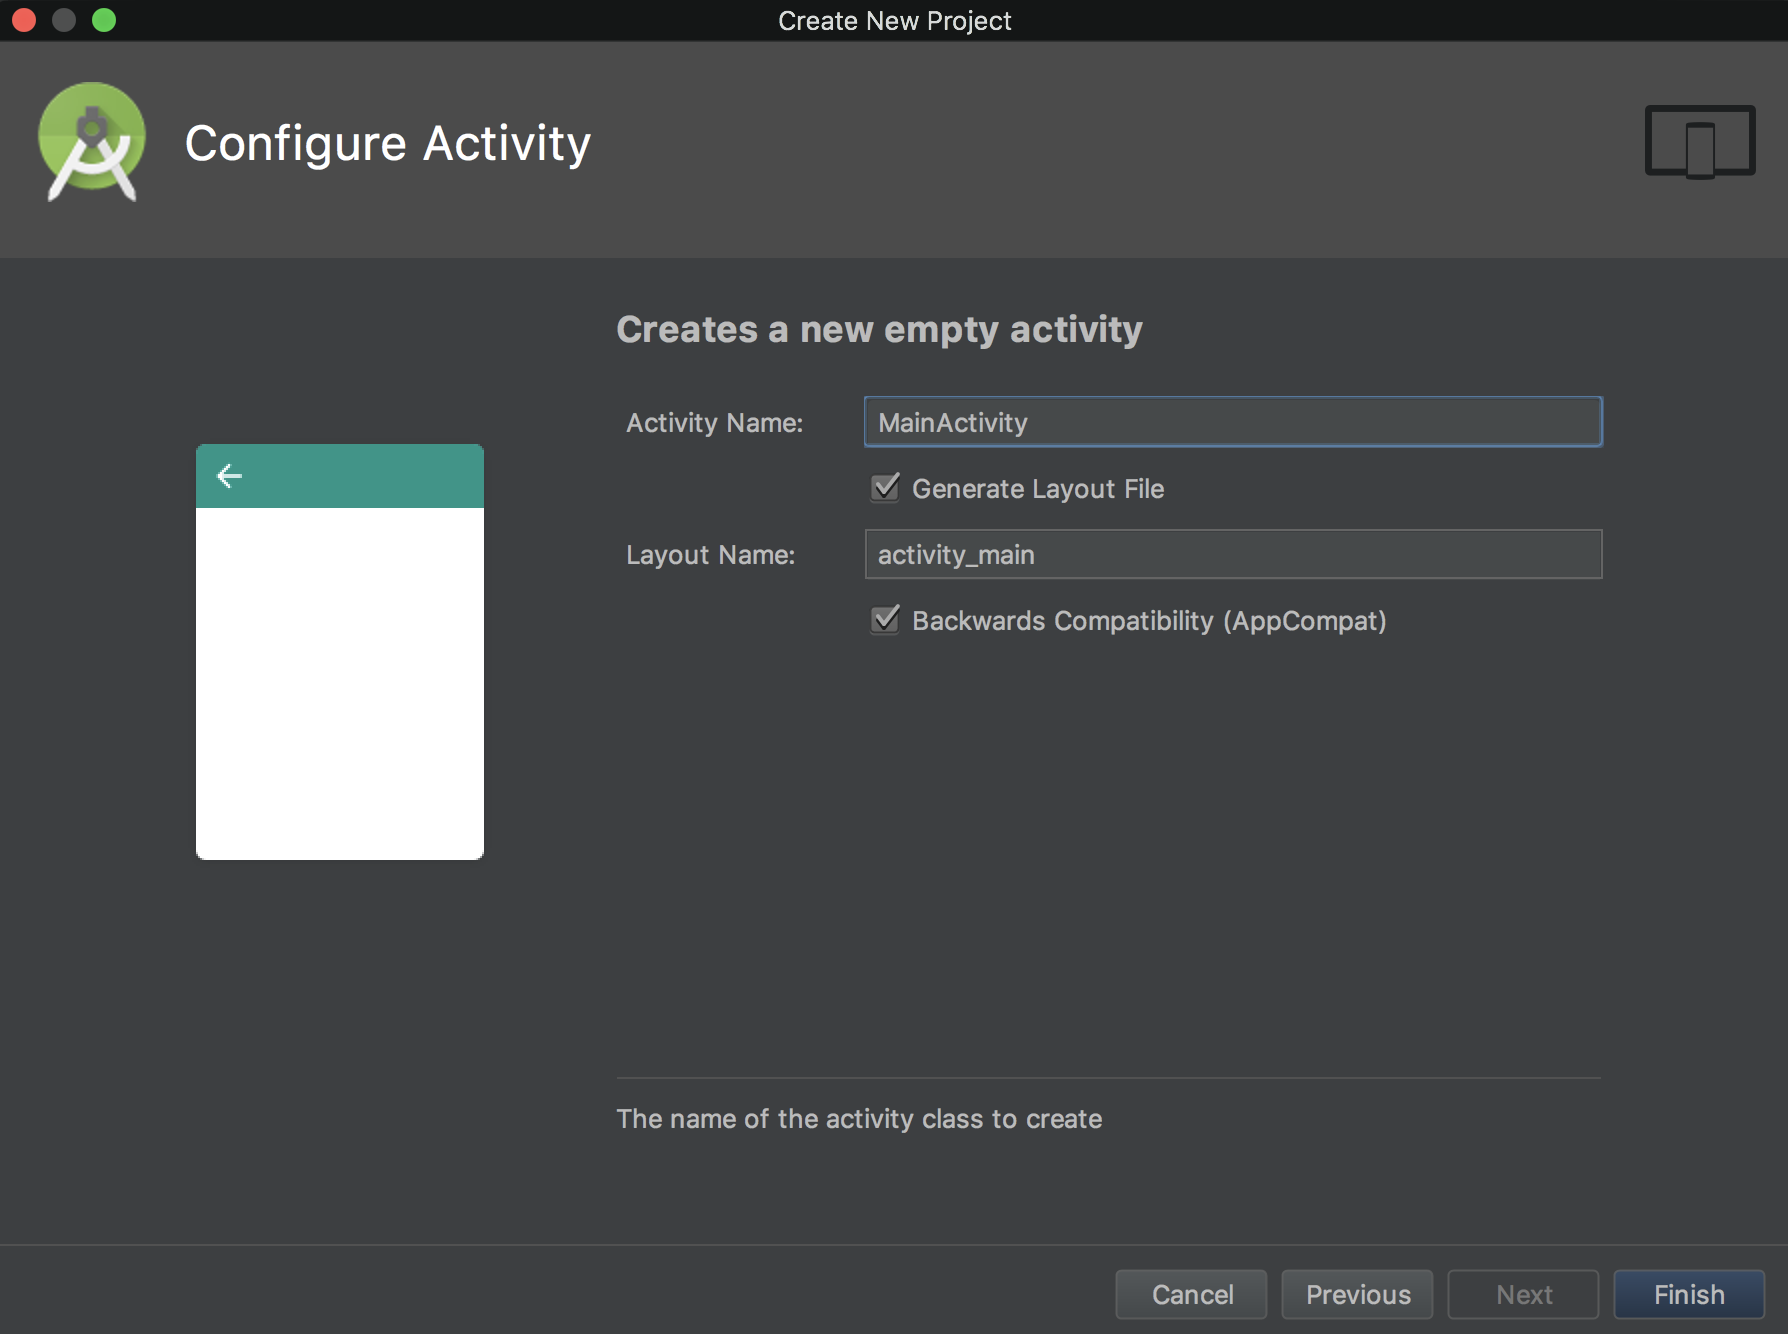 Create New Project
Configure Activity
Creates a new empty activity
Activity Name: MainActivity
Generate Layout File
Layout Name: activity_main
Backwards Compatibility (AppCompat)
The name of the activity class to create
Cancel Previous Next Finish